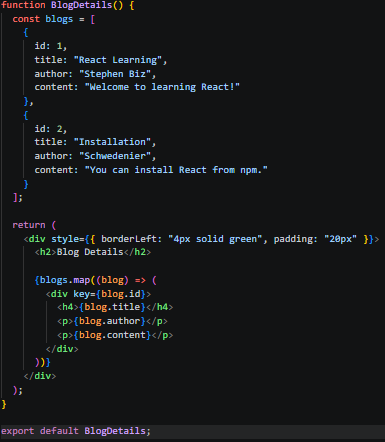 function BlogDetails() {
  const blogs = [
    {
      id: 1,
      title: "React Learning",
      author: "Stephen Biz",
      content: "Welcome to learning React!"
    },
    {
      id: 2,
      title: "Installation",
      author: "Schwedenier",
      content: "You can install React from npm."
    }
  ];

  return (
    <div style={{ borderLeft: "4px solid green", padding: "20px" }}>
      <h2>Blog Details</h2>

      {blogs.map((blog) => (
        <div key={blog.id}>
          <h4>{blog.title}</h4>
          <p>{blog.author}</p>
          <p>{blog.content}</p>
        </div>
      ))}
    </div>
  );
}

export default BlogDetails;